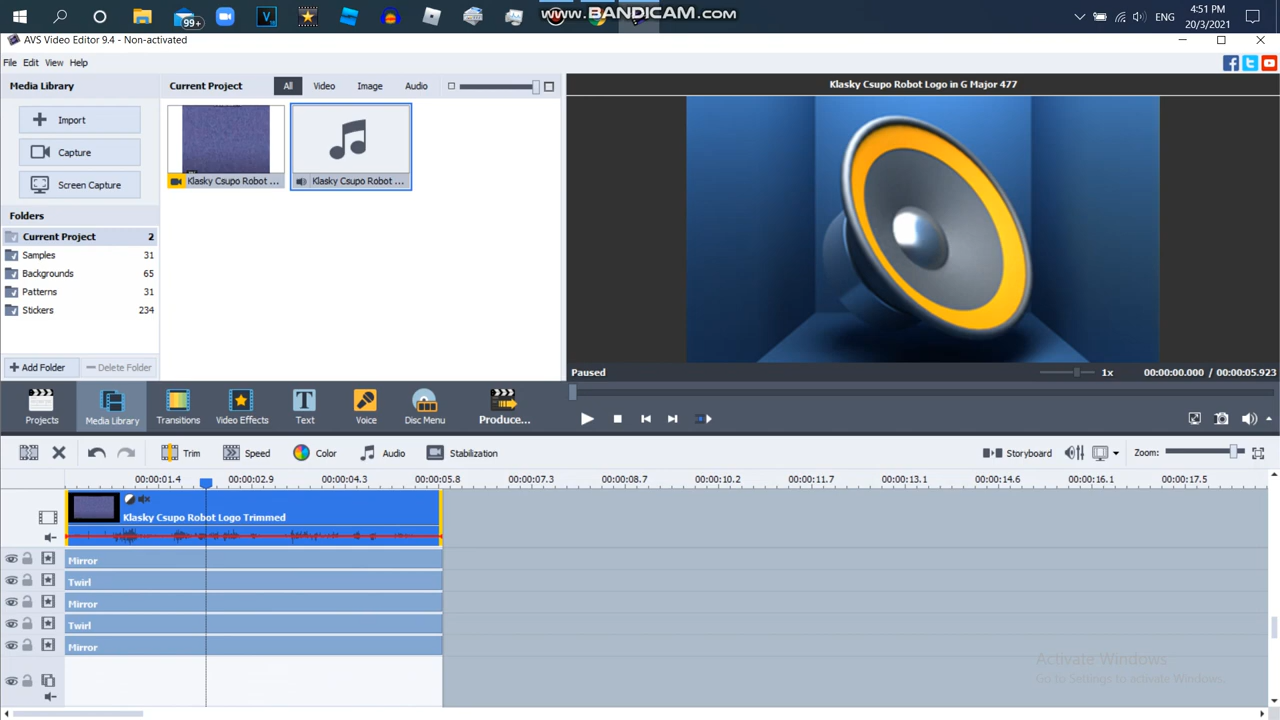 99+
www.BANDICAM.com
ENG
4:51 PM
20/3/2021
AVS Video Editor 9.4 - Non-activated
File Edit View Help
Media Library
Import
Capture
Screen Capture
Folders
Current Project 2
Samples 31
Backgrounds 65
Patterns 31
Stickers 234
Add Folder
Delete Folder
Current Project
All
Video
Image
Audio
Klasky Csupo Robot ...
Klasky Csupo Robot ...
Klasky Csupo Robot Logo in G Major 477
Paused
1x
00:00:00.000 / 00:00:05.923
Projects
Media Library
Transitions
Video Effects
Text
Voice
Disc Menu
Produce...
Trim
Speed
Color
Audio
Stabilization
Storyboard
Zoom:
00:00:01.4 00:00:02.9 00:00:04.3 00:00:05.8 00:00:07.3 00:00:08.7 00:00:10.2 00:00:11.7 00:00:13.1 00:00:14.6 00:00:16.1 00:00:17.5
Klasky Csupo Robot Logo Trimmed
Mirror
Twirl
Mirror
Twirl
Mirror
Activate Windows
Go to Settings to activate Windows.